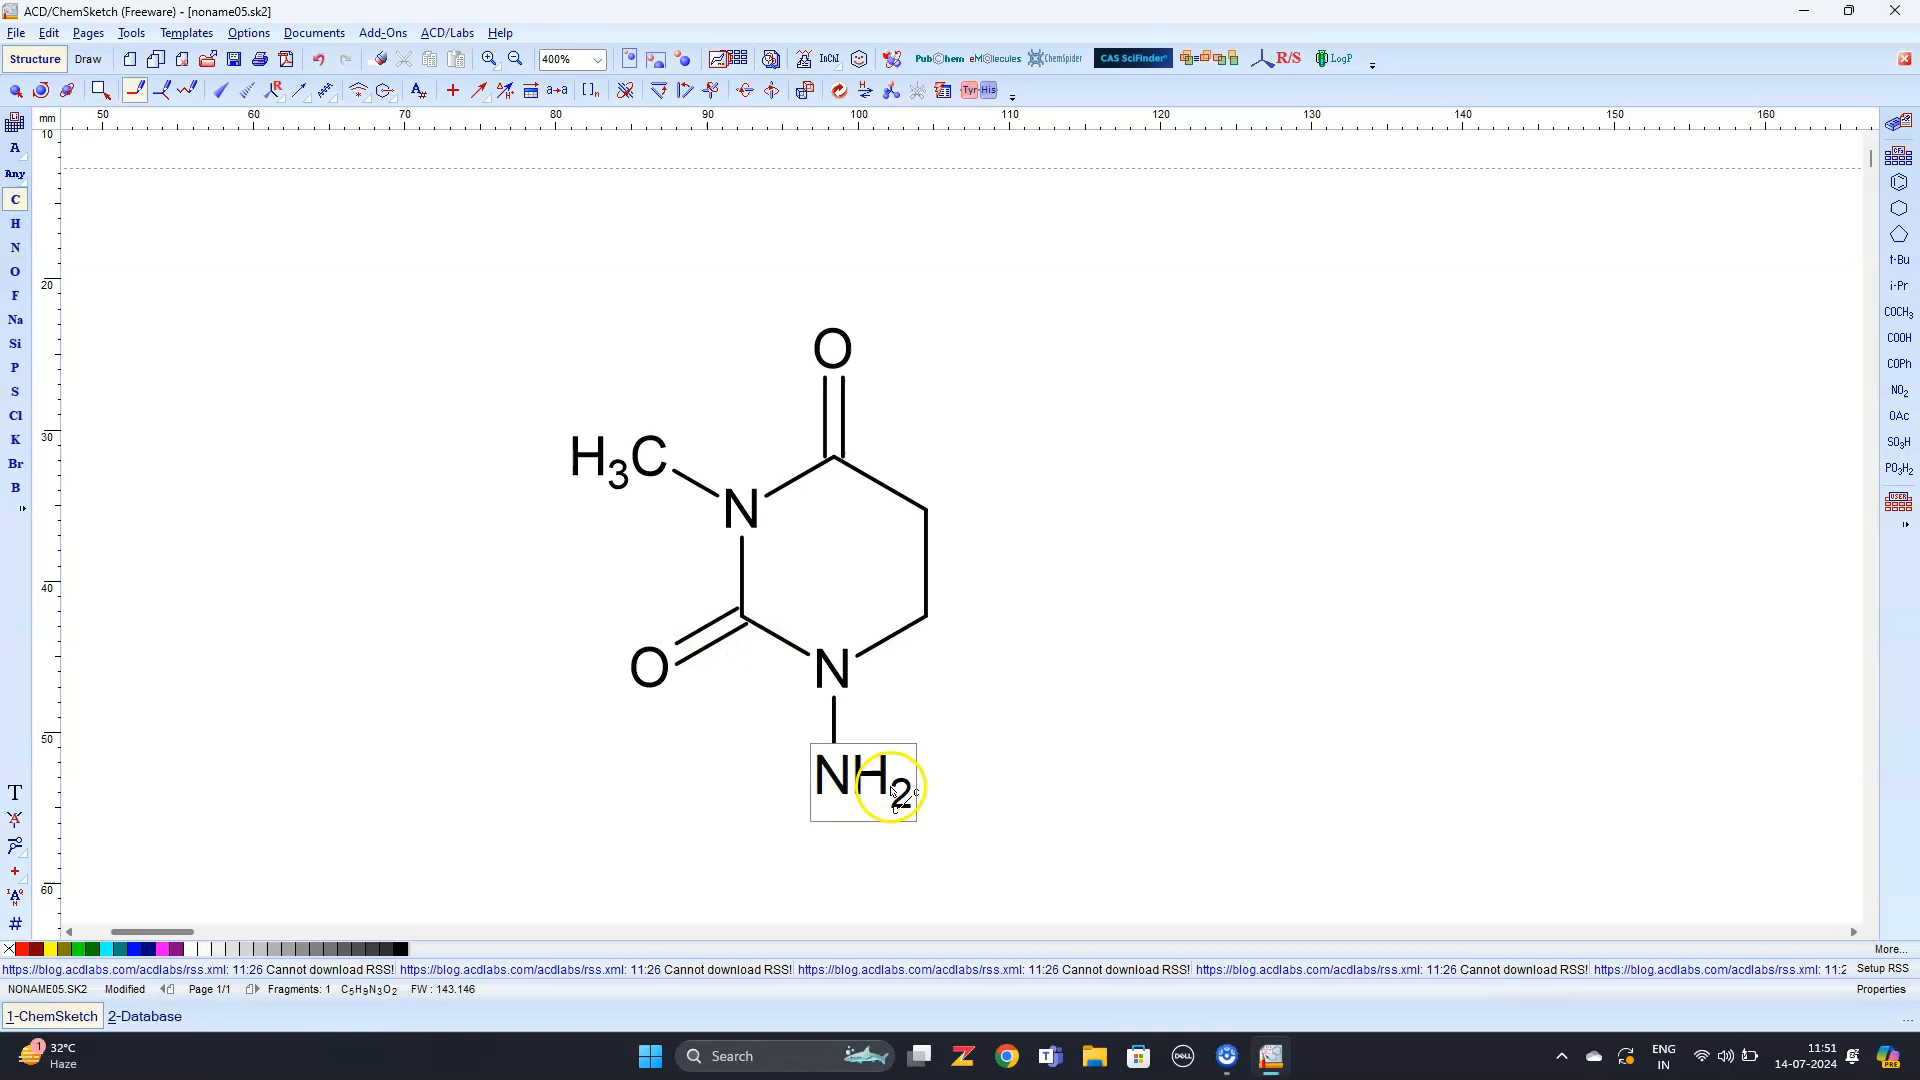 ACD/ChemSketch (Freeware) - [noname05.sk2]
File Edit Pages Tools Templates Options Documents Add-Ons ACD/Labs Help
Structure Draw 400% InChI PubChem eMolecules ChemSpider CAS SciFinder R/S LogP
Tyr His
mm 50 60 70 80 90 100 110 120 130 140 150 160
10
A
Any
C
H
N
O
F
Na
Si
P
S
Cl
K
Br
B
T
#
20
30
40
50
60
O
H3C
N
O
N
NH2
t-Bu
i-Pr
COCH3
COOH
COPh
NO2
OAc
SO3H
PO3H2
USER
More...
https://blog.acdlabs.com/acdlabs/rss.xml: 11:26 Cannot download RSS! https://blog.acdlabs.com/acdlabs/rss.xml: 11:26 Cannot download RSS! https://blog.acdlabs.com/acdlabs/rss.xml: 11:26 Cannot download RSS! https://blog.acdlabs.com/acdlabs/rss.xml: 11:26 Cannot download RSS! https://blog.acdlabs.com/acdlabs/rss.xml: 11:2 Setup RSS
NONAME05.SK2 Modified Page 1/1 Fragments: 1 C5H9N3O2 FW : 143.146 Properties
1-ChemSketch 2-Database
32°C
Haze
Search
ENG
IN
11:51
14-07-2024